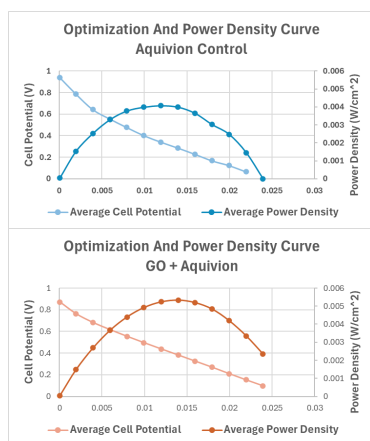 Optimization And Power Density Curve
Aquivion Control
Cell Potential (V)
1
0.8
0.6
0.4
0.2
0
0 0.005 0.01 0.015 0.02 0.025 0.03
0.006
0.005
0.004
0.003
0.002
0.001
0
Power Density (W/cm^2)
Average Cell Potential Average Power Density
Optimization And Power Density Curve
GO + Aquivion
Cell Potential (V)
1
0.8
0.6
0.4
0.2
0
0 0.005 0.01 0.015 0.02 0.025 0.03
0.006
0.005
0.004
0.003
0.002
0.001
0
Power Density (W/cm^2)
Average Cell Potential Average Power Density